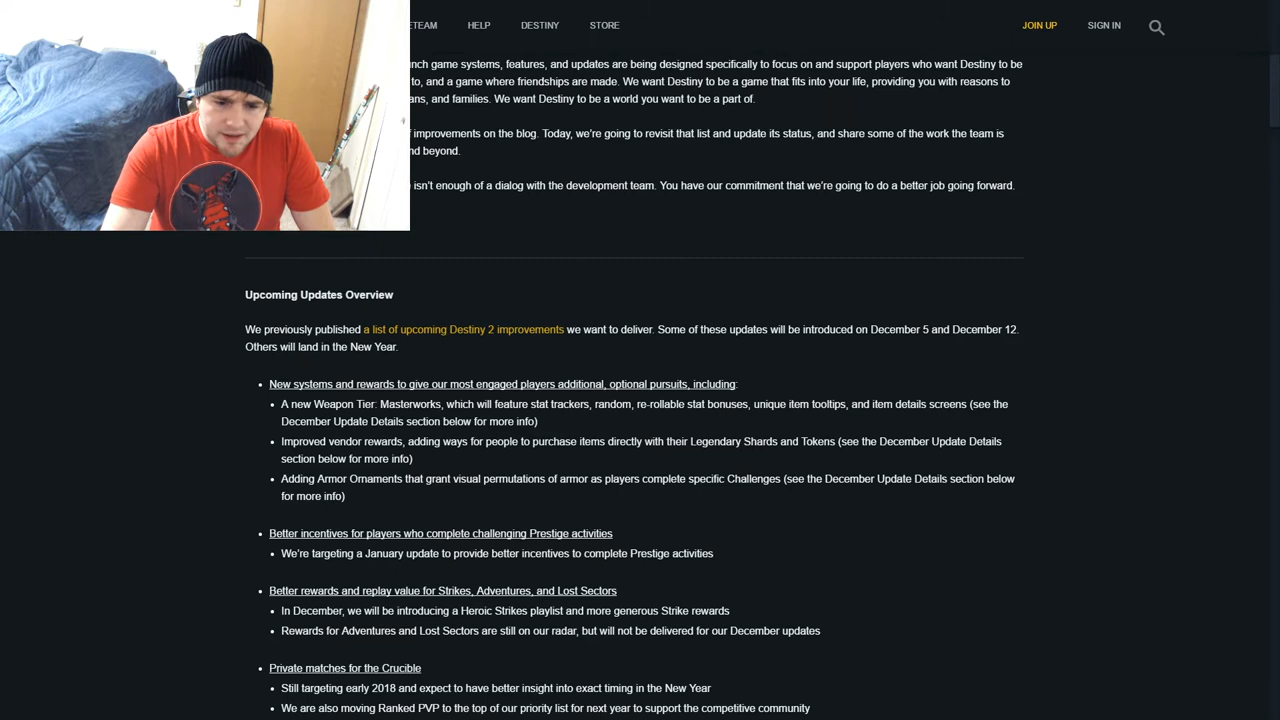 ETEAM HELP DESTINY STORE JOIN UP SIGN IN
game systems, features, and updates are being designed specifically to focus on and support players who want Destiny to be
to, and a game where friendships are made. We want Destiny to be a game that fits into your life, providing you with reasons to
and families. We want Destiny to be a world you want to be a part of.
of improvements on the blog. Today, we're going to revisit that list and update its status, and share some of the work the team is
beyond.
isn't enough of a dialog with the development team. You have our commitment that we're going to do a better job going forward.
Upcoming Updates Overview
We previously published a list of upcoming Destiny 2 improvements we want to deliver. Some of these updates will be introduced on December 5 and December 12.
Others will land in the New Year.
• New systems and rewards to give our most engaged players additional, optional pursuits, including:
• A new Weapon Tier: Masterworks, which will feature stat trackers, random, re-rollable stat bonuses, unique item tooltips, and item details screens (see the
December Update Details section below for more info)
• Improved vendor rewards, adding ways for people to purchase items directly with their Legendary Shards and Tokens (see the December Update Details
section below for more info)
• Adding Armor Ornaments that grant visual permutations of armor as players complete specific Challenges (see the December Update Details section below
for more info)
• Better incentives for players who complete challenging Prestige activities
• We're targeting a January update to provide better incentives to complete Prestige activities
• Better rewards and replay value for Strikes, Adventures, and Lost Sectors
• In December, we will be introducing a Heroic Strikes playlist and more generous Strike rewards
• Rewards for Adventures and Lost Sectors are still on our radar, but will not be delivered for our December updates
• Private matches for the Crucible
• Still targeting early 2018 and expect to have better insight into exact timing in the New Year
• We are also moving Ranked PVP to the top of our priority list for next year to support the competitive community